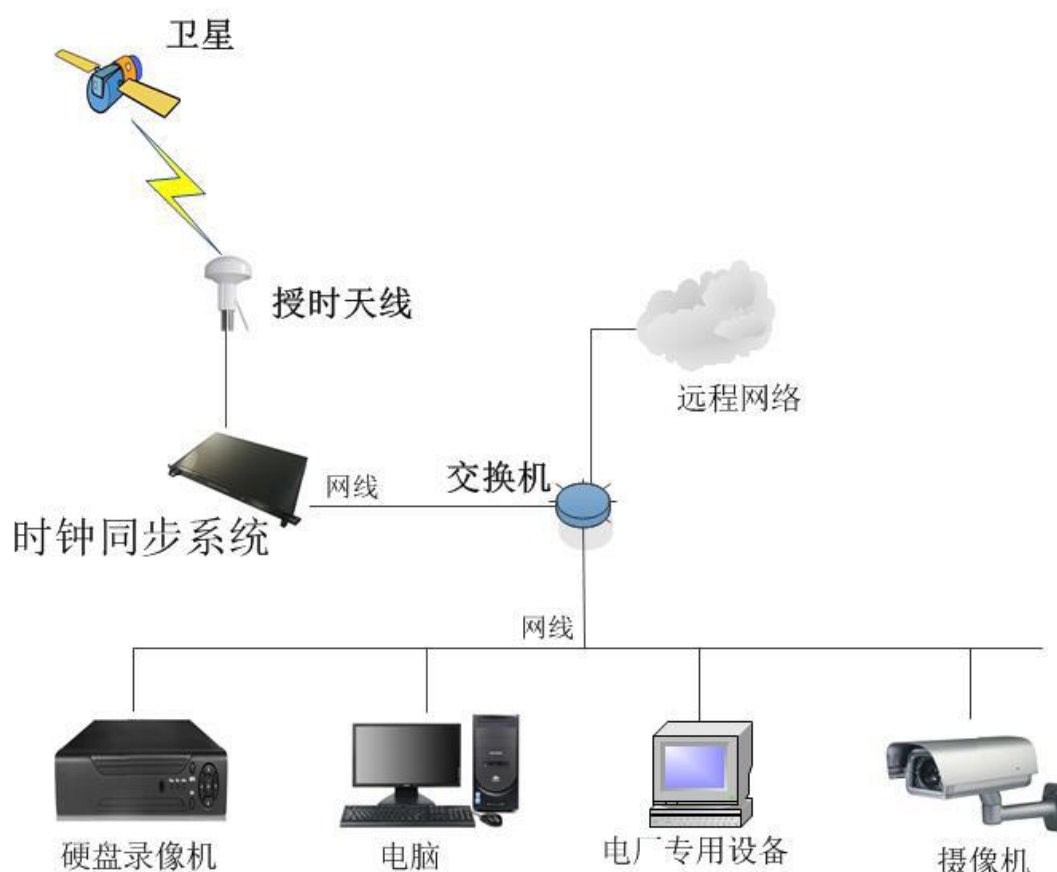 卫星
授时天线
远程网络
交换机
网线
时钟同步系统
网线
硬盘录像机
电脑
电厂专用设备
摄像机